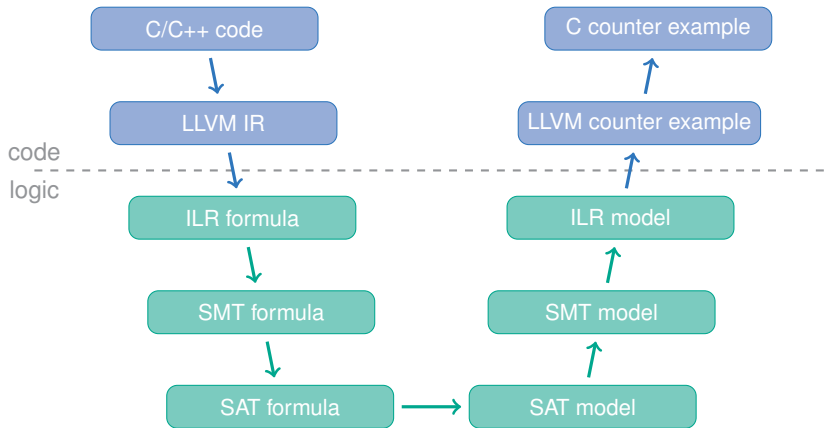 C/C++ code
C counter example
LLVM IR
LLVM counter example
code
logic
ILR formula
ILR model
SMT formula
SMT model
SAT formula
SAT model